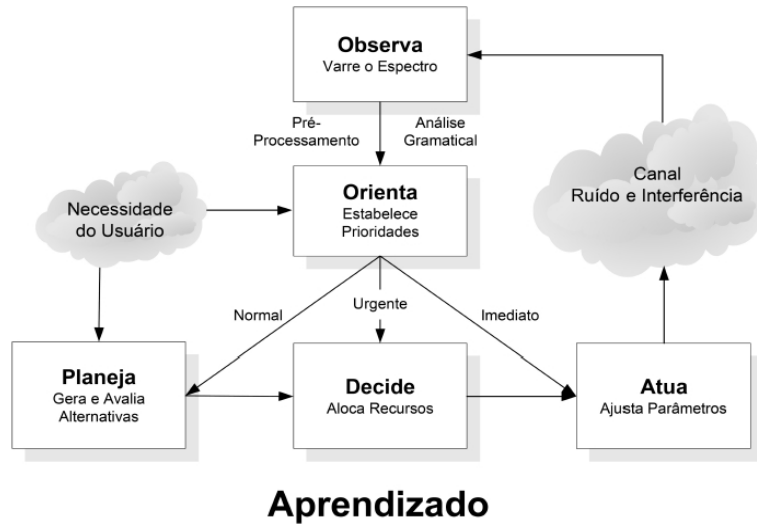 Observa
Varre o Espectro
Pré-
Processamento
Análise
Gramatical
Canal
Ruído e Interferência
Orienta
Estabelece
Prioridades
Necessidade
do Usuário
Normal
Urgente
Imediato
Planeja
Gera e Avalia
Alternativas
Decide
Aloca Recursos
Atua
Ajusta Parâmetros
Aprendizado